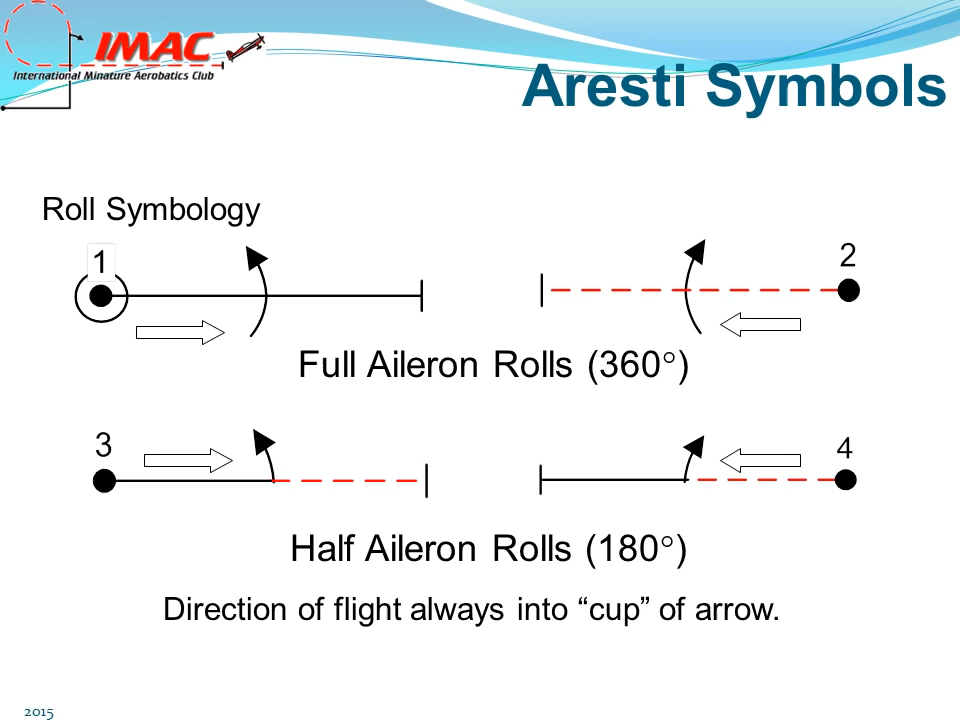 IMAC
International Minature Aerobatics Club
Aresti Symbols
Roll Symbology
1
2
Full Aileron Rolls (360°)
3
4
Half Aileron Rolls (180°)
Direction of flight always into “cup” of arrow.
2015